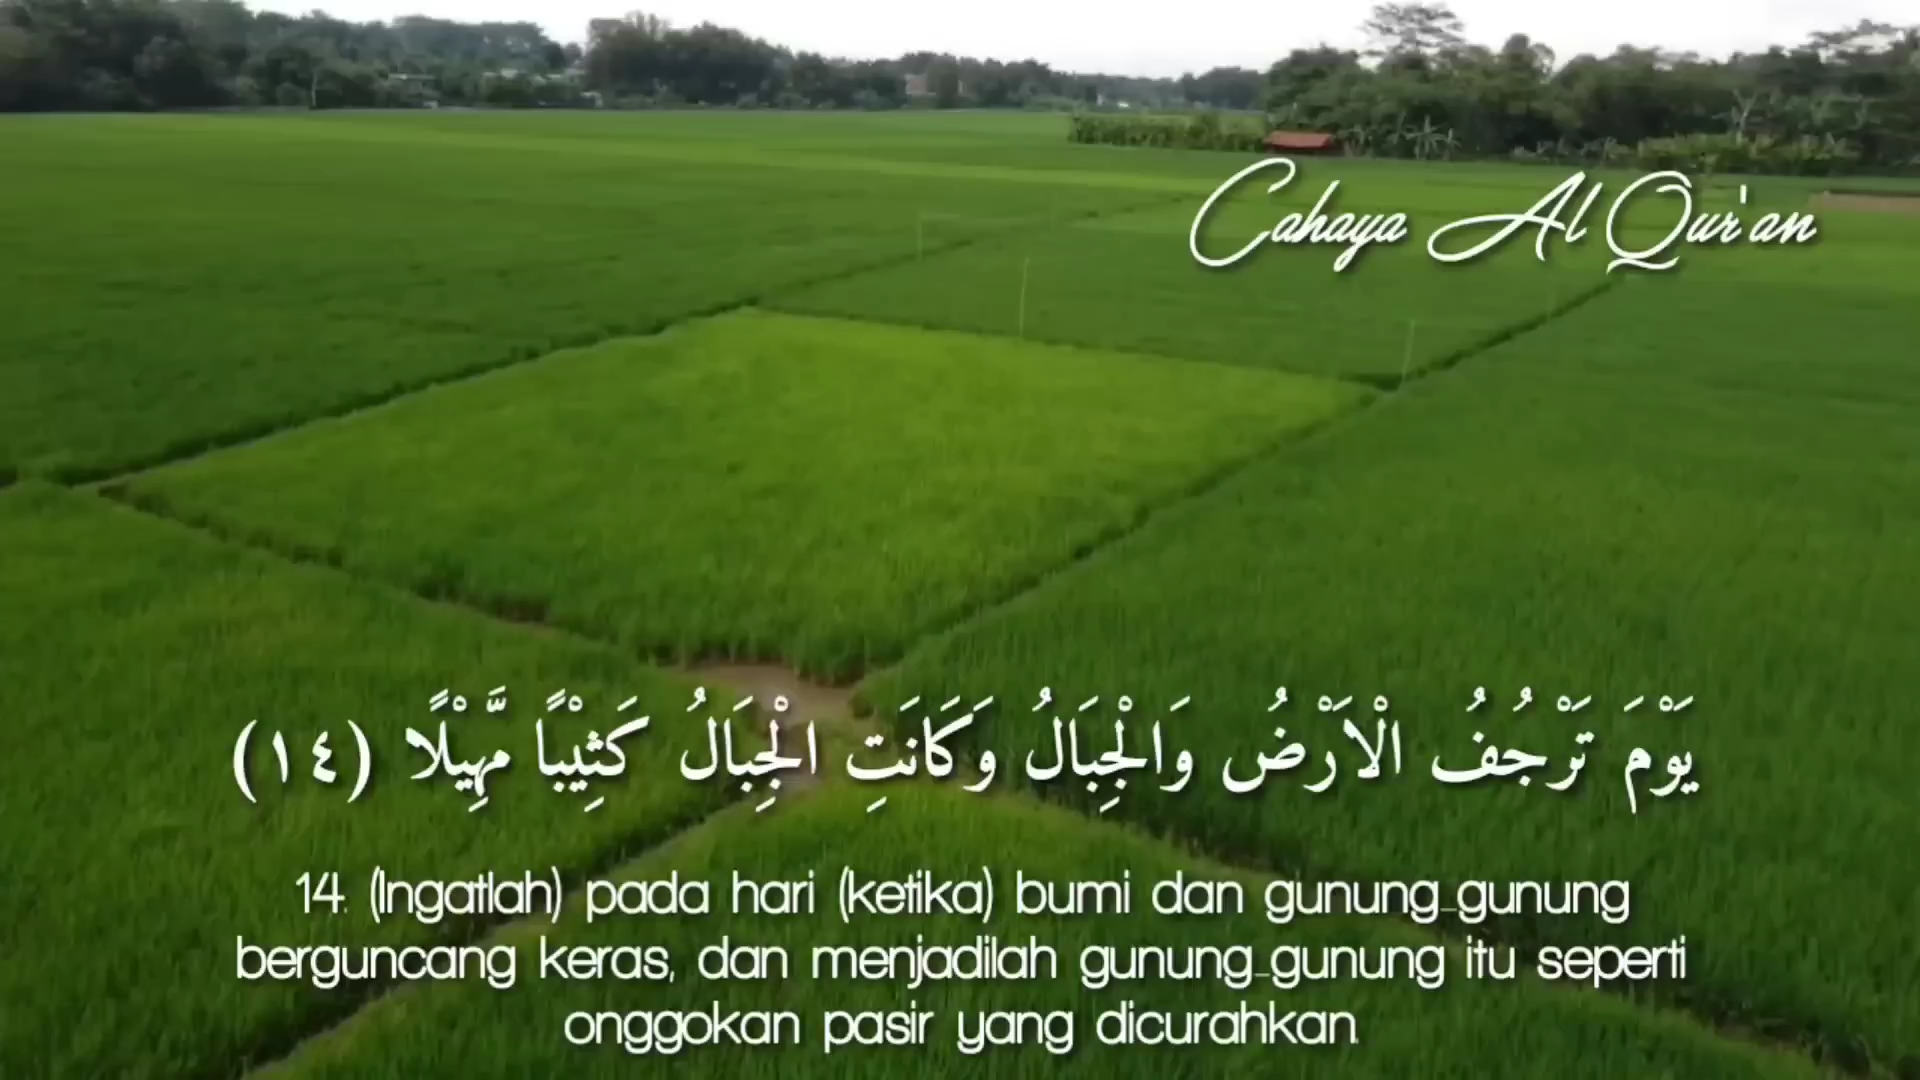 Cahaya Al Qur'an
يَوْمَ تَرْجُفُ الْاَرْضُ وَالْجِبَالُ وَكَانَتِ الْجِبَالُ كَثِيْبًا مَّهِيْلًا (١٤)
14. (Ingatlah) pada hari (ketika) bumi dan gunung-gunung
berguncang keras, dan menjadilah gunung-gunung itu seperti
onggokan pasir yang dicurahkan.